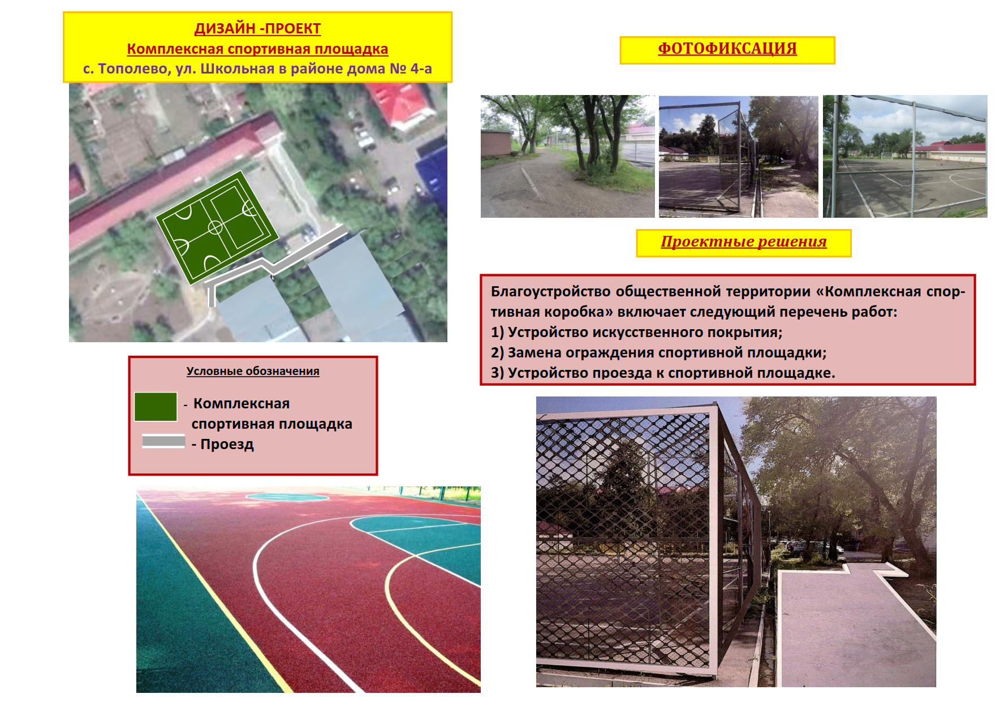 ДИЗАЙН -ПРОЕКТ
Комплексная спортивная площадка
с. Тополево, ул. Школьная в районе дома № 4-а
Условные обозначения
- Комплексная
спортивная площадка
- Проезд
ФОТОФИКСАЦИЯ
Проектные решения
Благоустройство общественной территории «Комплексная спор-
тивная коробка» включает следующий перечень работ:
1) Устройство искусственного покрытия;
2) Замена ограждения спортивной площадки;
3) Устройство проезда к спортивной площадке.